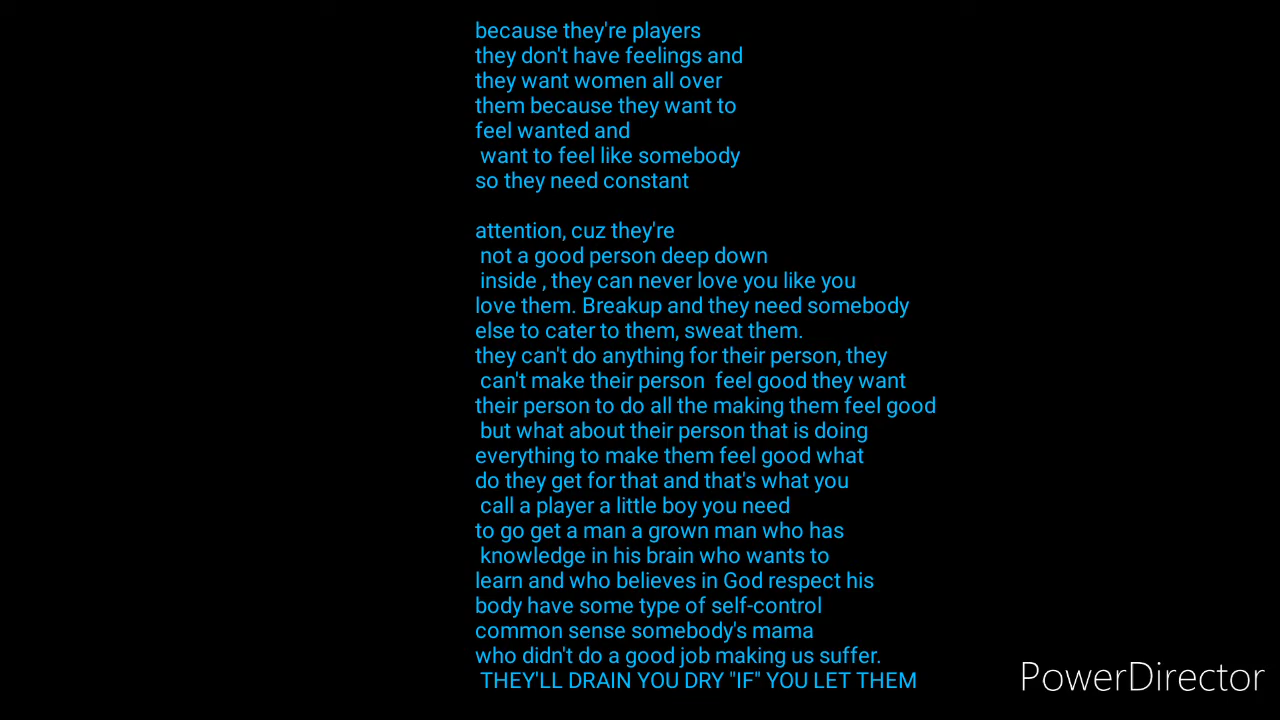 because they're players
they don't have feelings and
they want women all over
them because they want to
feel wanted and
want to feel like somebody
so they need constant
attention, cuz they're
not a good person deep down
inside , they can never love you like you
love them. Breakup and they need somebody
else to cater to them, sweat them.
they can't do anything for their person, they
can't make their person  feel good they want
their person to do all the making them feel good
but what about their person that is doing
everything to make them feel good what
do they get for that and that's what you
call a player a little boy you need
to go get a man a grown man who has
knowledge in his brain who wants to
learn and who believes in God respect his
body have some type of self-control
common sense somebody's mama
who didn't do a good job making us suffer.
THEY'LL DRAIN YOU DRY "IF" YOU LET THEM
PowerDirector